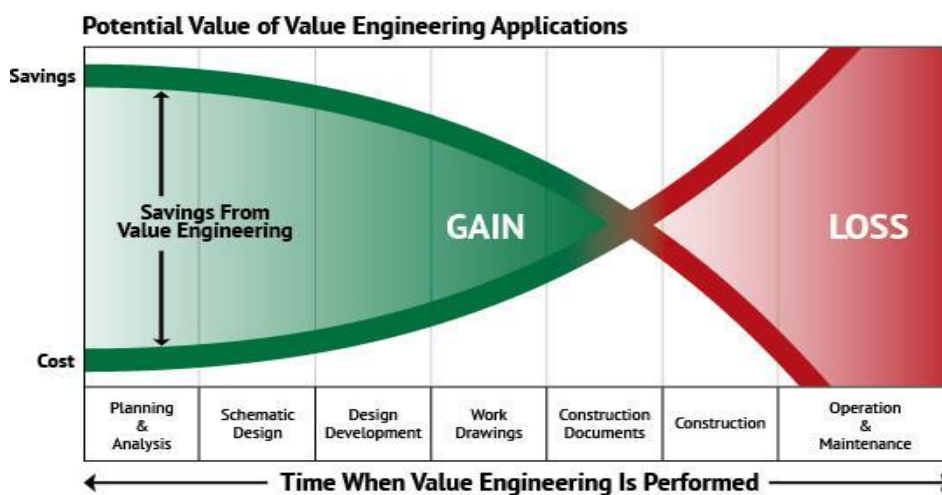 Potential Value of Value Engineering Applications
Savings
Savings From
Value Engineering
GAIN
LOSS
Cost
Planning
&
Analysis
Schematic
Design
Design
Development
Work
Drawings
Construction
Documents
Construction
Operation
&
Maintenance
Time When Value Engineering Is Performed